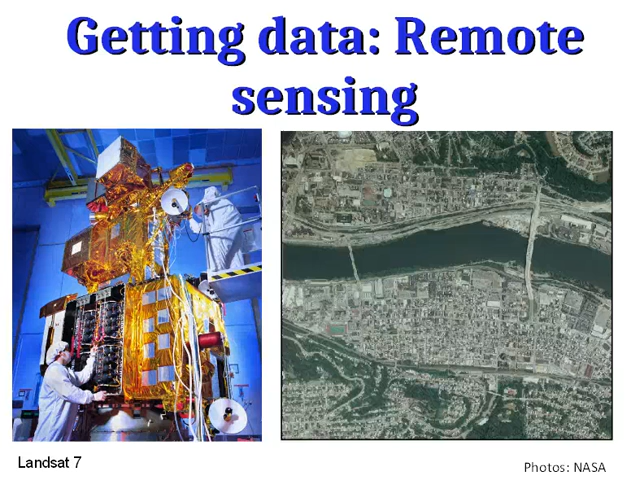 Getting data: Remote
sensing
Landsat 7
Photos: NASA